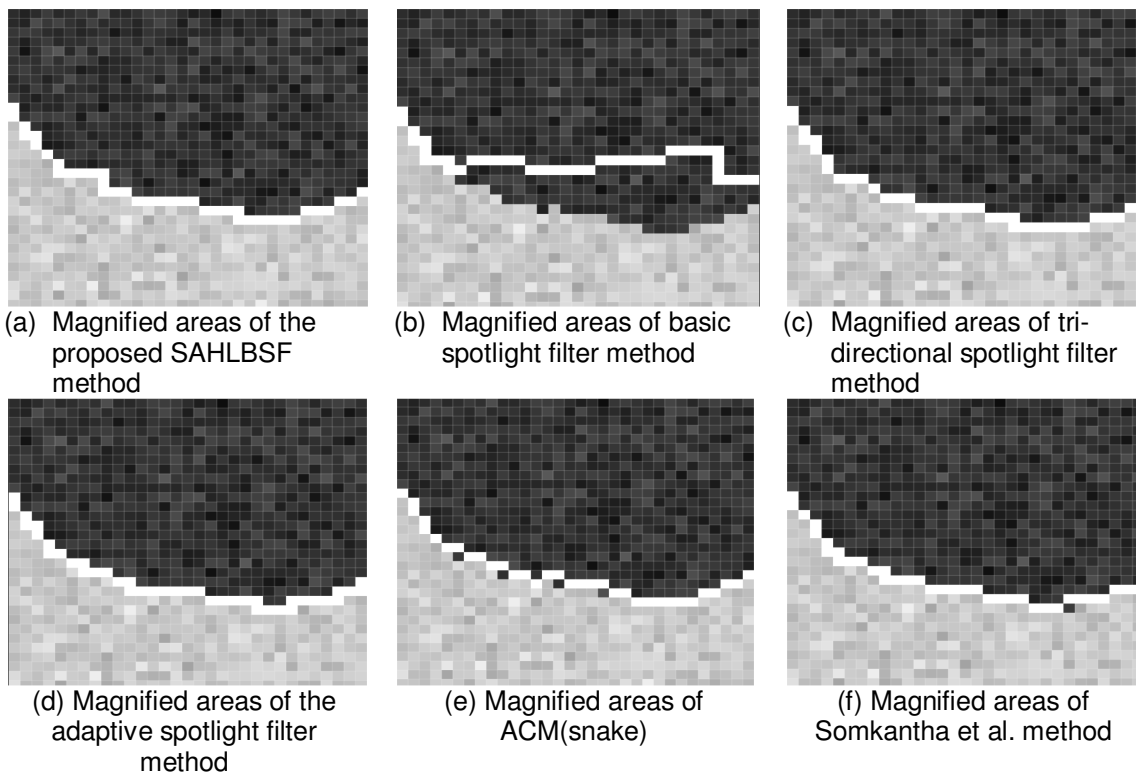 (a) Magnified areas of the
proposed SAHLBSF
method
(b) Magnified areas of basic
spotlight filter method
(c) Magnified areas of tri-
directional spotlight filter
method
(d) Magnified areas of the
adaptive spotlight filter
method
(e) Magnified areas of
ACM(snake)
(f) Magnified areas of
Somkantha et al. method